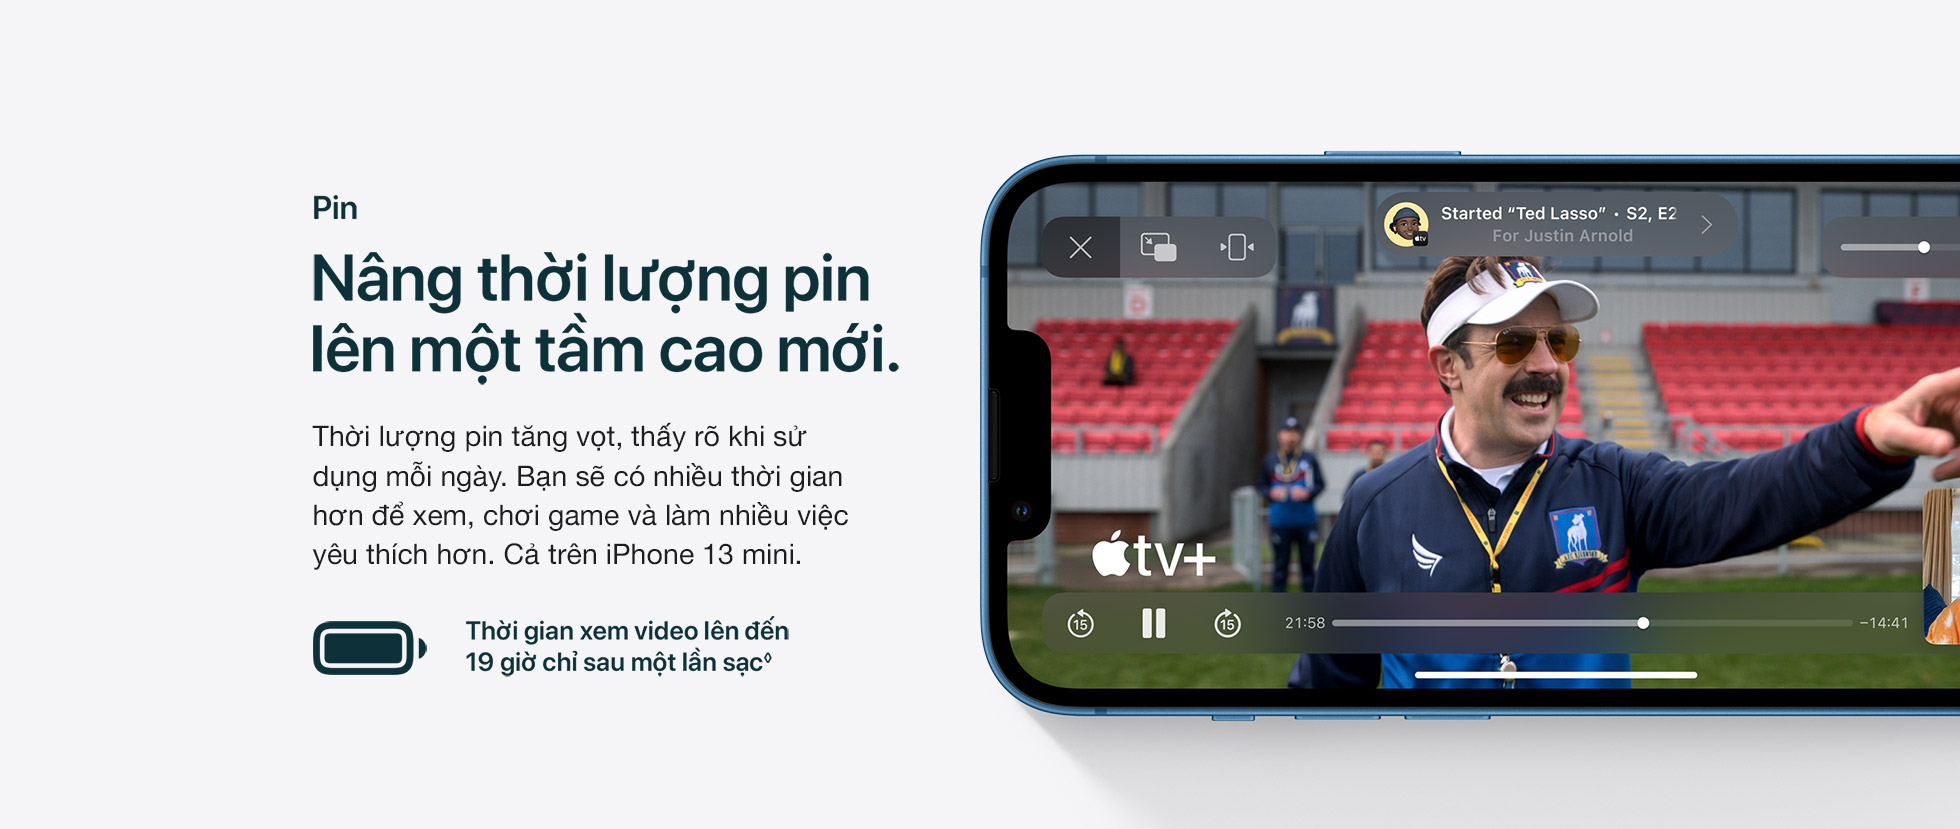 Pin
Nâng thời lượng pin
lên một tầm cao mới.
Thời lượng pin tăng vọt, thấy rõ khi sử
dụng mỗi ngày. Bạn sẽ có nhiều thời gian
hơn để xem, chơi game và làm nhiều việc
yêu thích hơn. Cả trên iPhone 13 mini.
Thời gian xem video lên đến
19 giờ chỉ sau một lần sạc◊
Started “Ted Lasso” • S2, E2
For Justin Arnold
tv+
15
15
21:58
−14:41